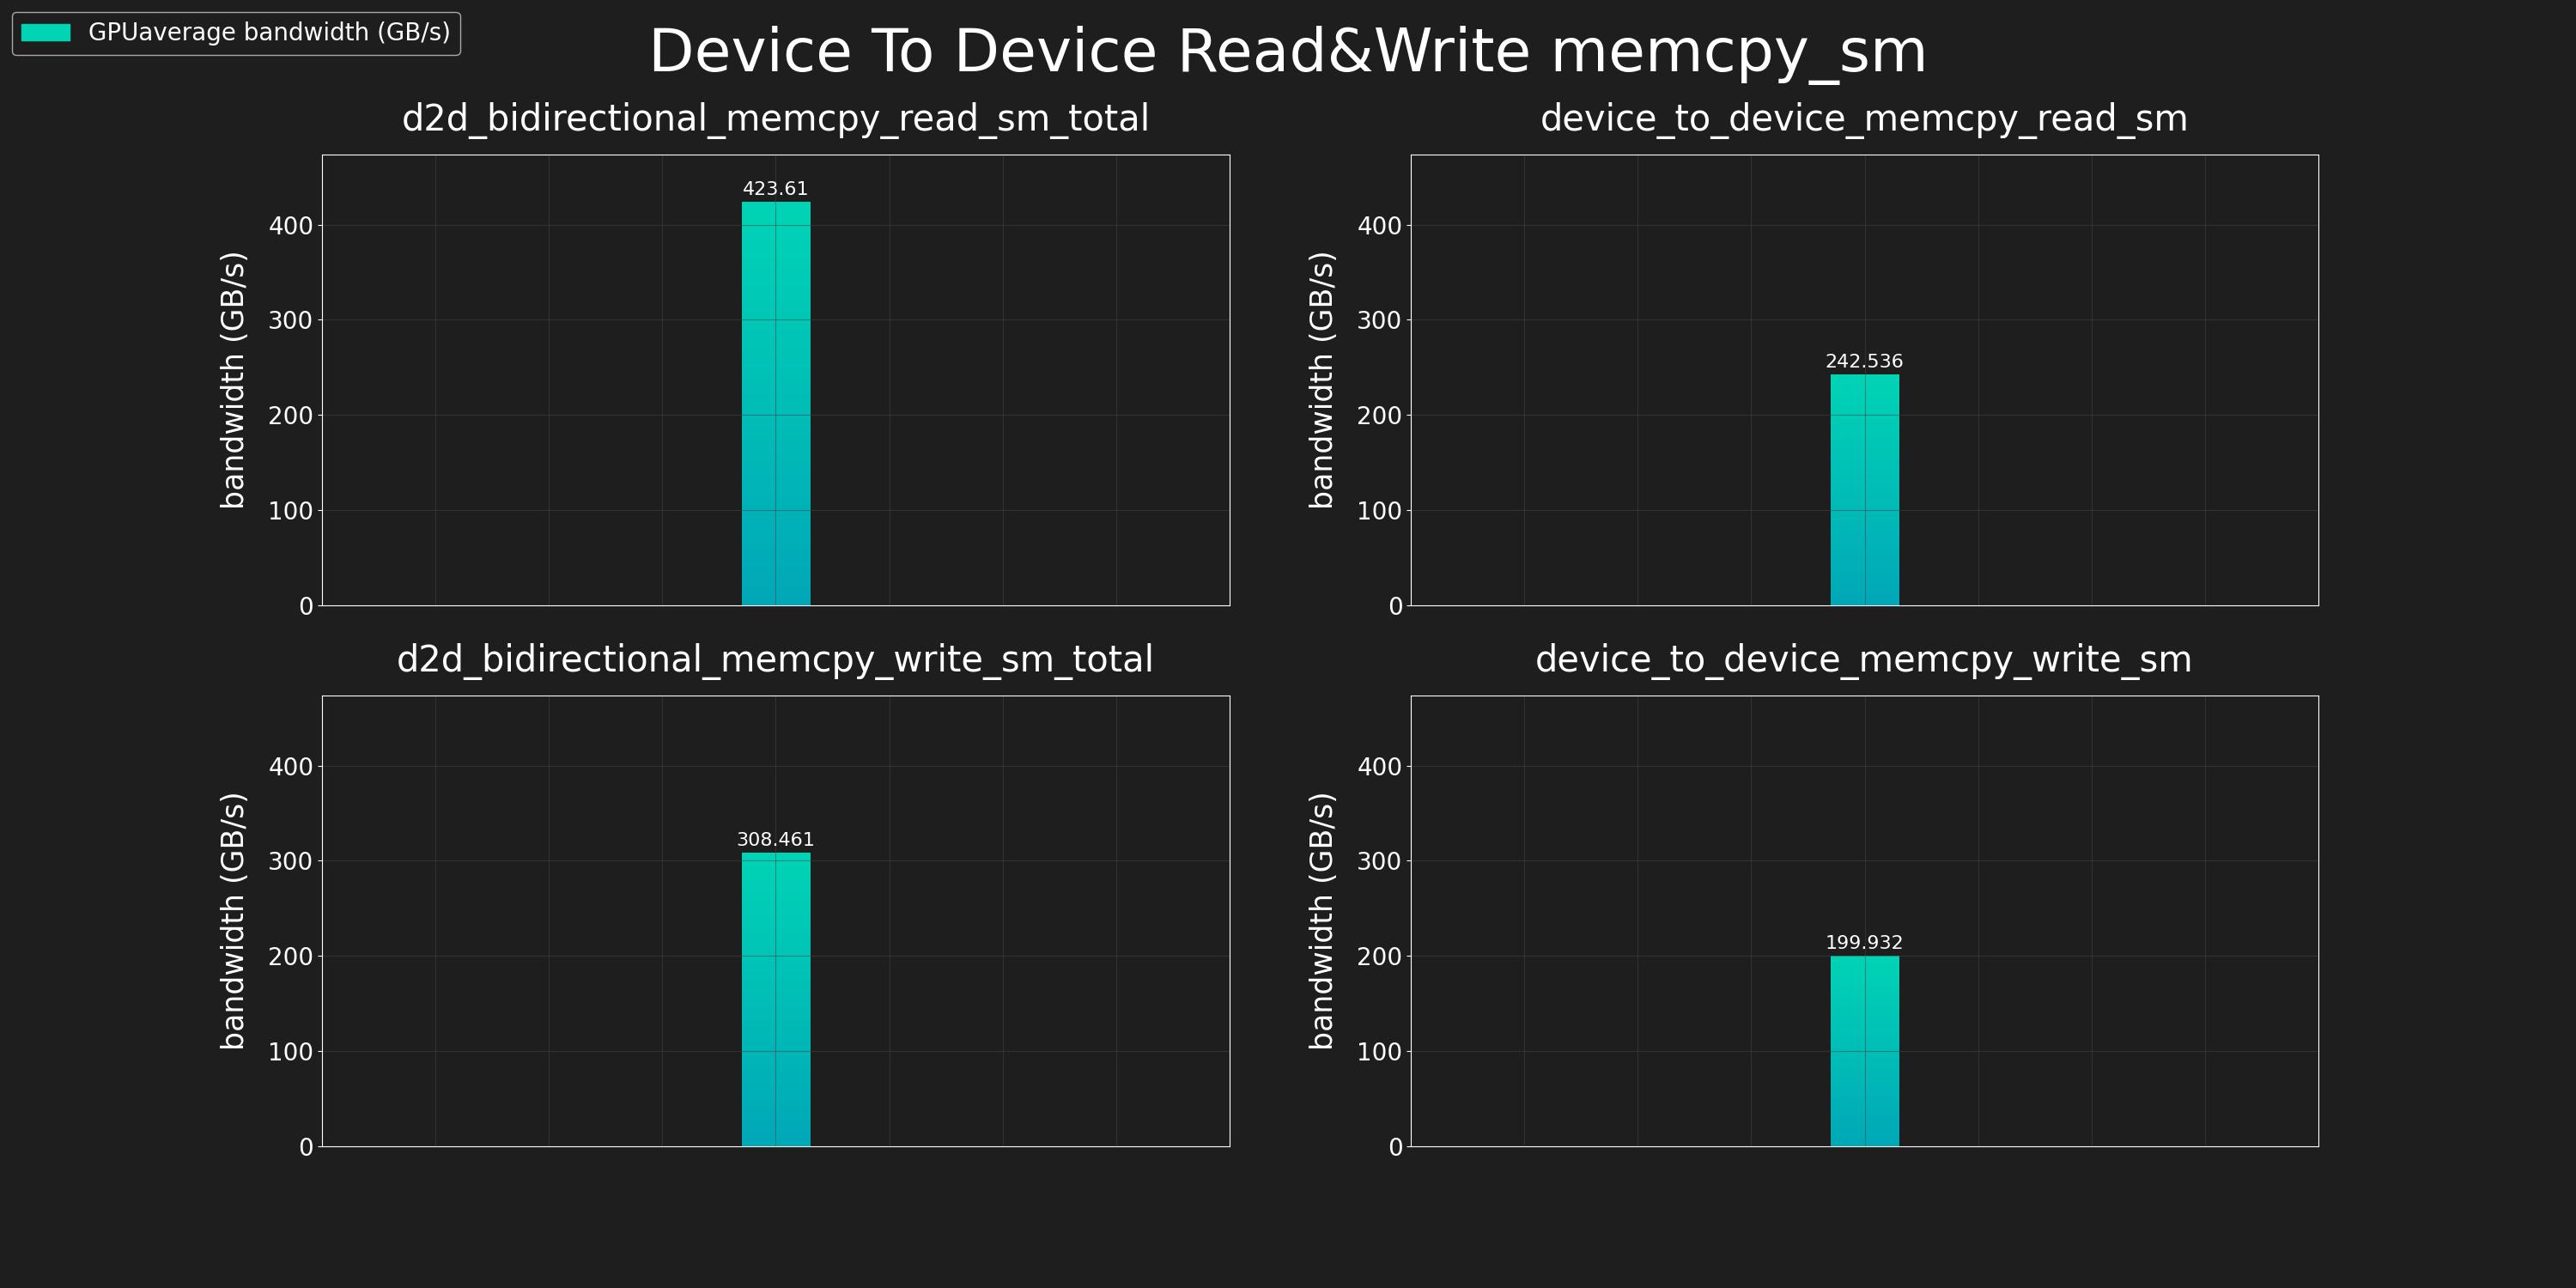 GPUaverage bandwidth (GB/s)
Device To Device Read&Write memcpy_sm
d2d_bidirectional_memcpy_read_sm_total
423.61
400
300
200
100
0
bandwidth (GB/s)
device_to_device_memcpy_read_sm
242.536
400
300
200
100
0
bandwidth (GB/s)
d2d_bidirectional_memcpy_write_sm_total
308.461
400
300
200
100
0
bandwidth (GB/s)
device_to_device_memcpy_write_sm
199.932
400
300
200
100
0
bandwidth (GB/s)